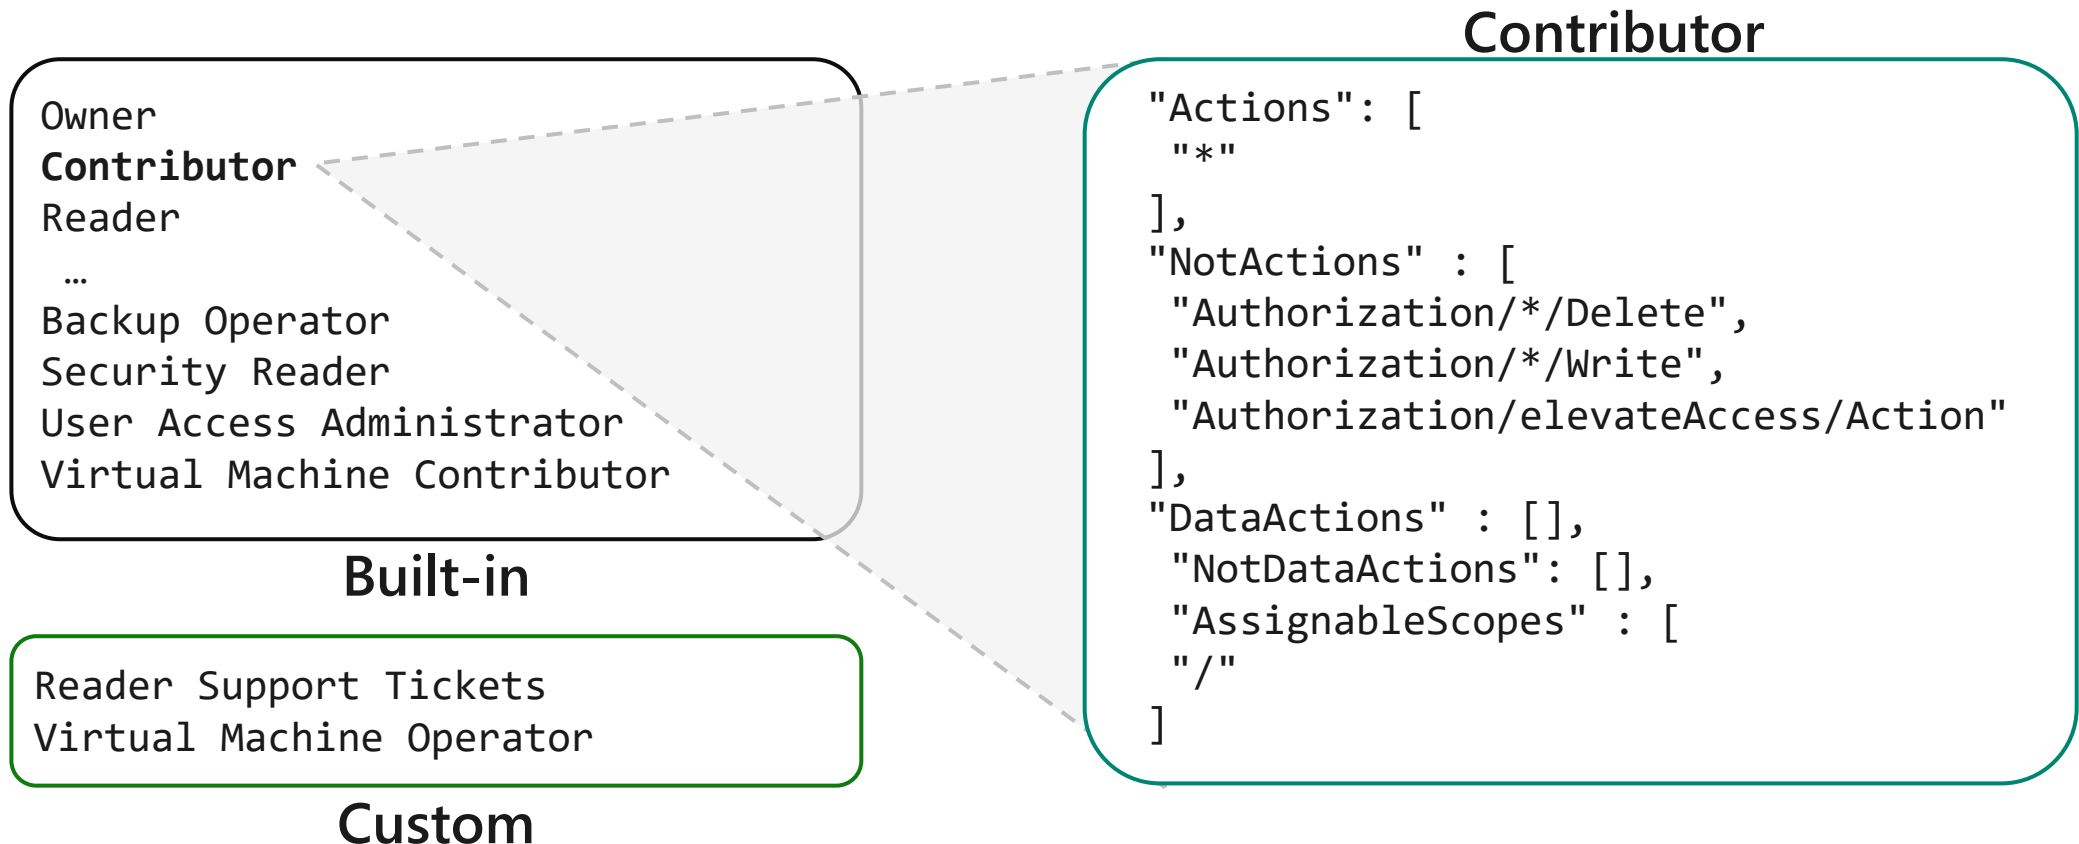 Owner
Contributor
Reader
…
Backup Operator
Security Reader
User Access Administrator
Virtual Machine Contributor
Built-in
Reader Support Tickets
Virtual Machine Operator
Custom
Contributor
"Actions": [
"*"
],
"NotActions" : [
"Authorization/*/Delete",
"Authorization/*/Write",
"Authorization/elevateAccess/Action"
],
"DataActions" : [],
"NotDataActions": [],
"AssignableScopes" : [
"/"
]